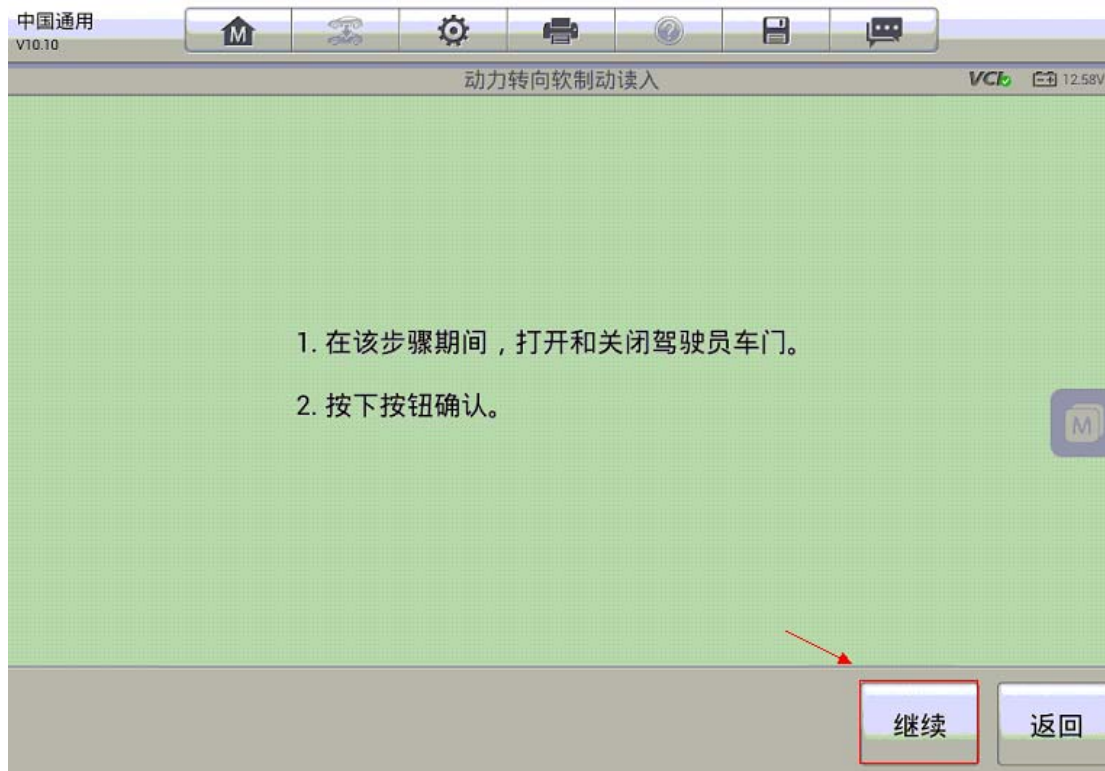 中国通用
V10.10
M
动力转向软制动读入
VCI
12.58V
1. 在该步骤期间，打开和关闭驾驶员车门。
2. 按下按钮确认。
M
继续
返回